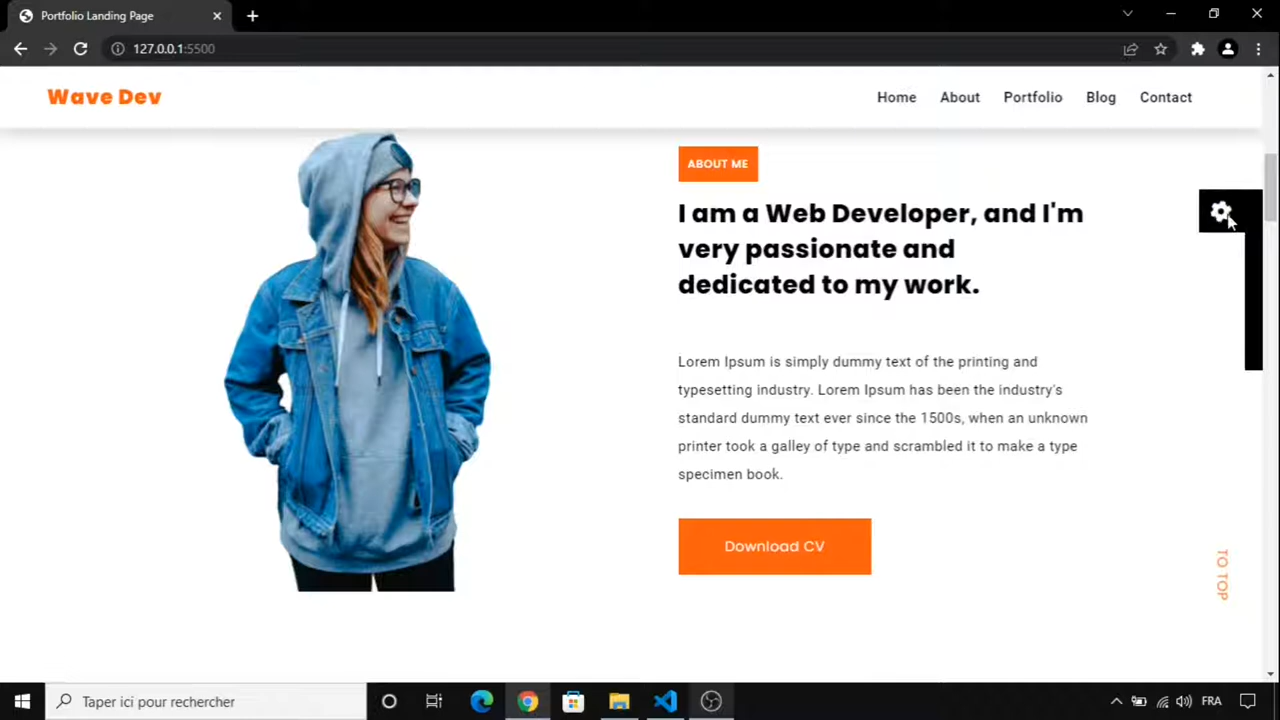 Portfolio Landing Page
127.0.0.1:5500
Wave Dev
Home About Portfolio Blog Contact
ABOUT ME
I am a Web Developer, and I'm
very passionate and
dedicated to my work.
Lorem Ipsum is simply dummy text of the printing and
typesetting industry. Lorem Ipsum has been the industry's
standard dummy text ever since the 1500s, when an unknown
printer took a galley of type and scrambled it to make a type
specimen book.
Download CV
TO TOP
Taper ici pour rechercher
FRA